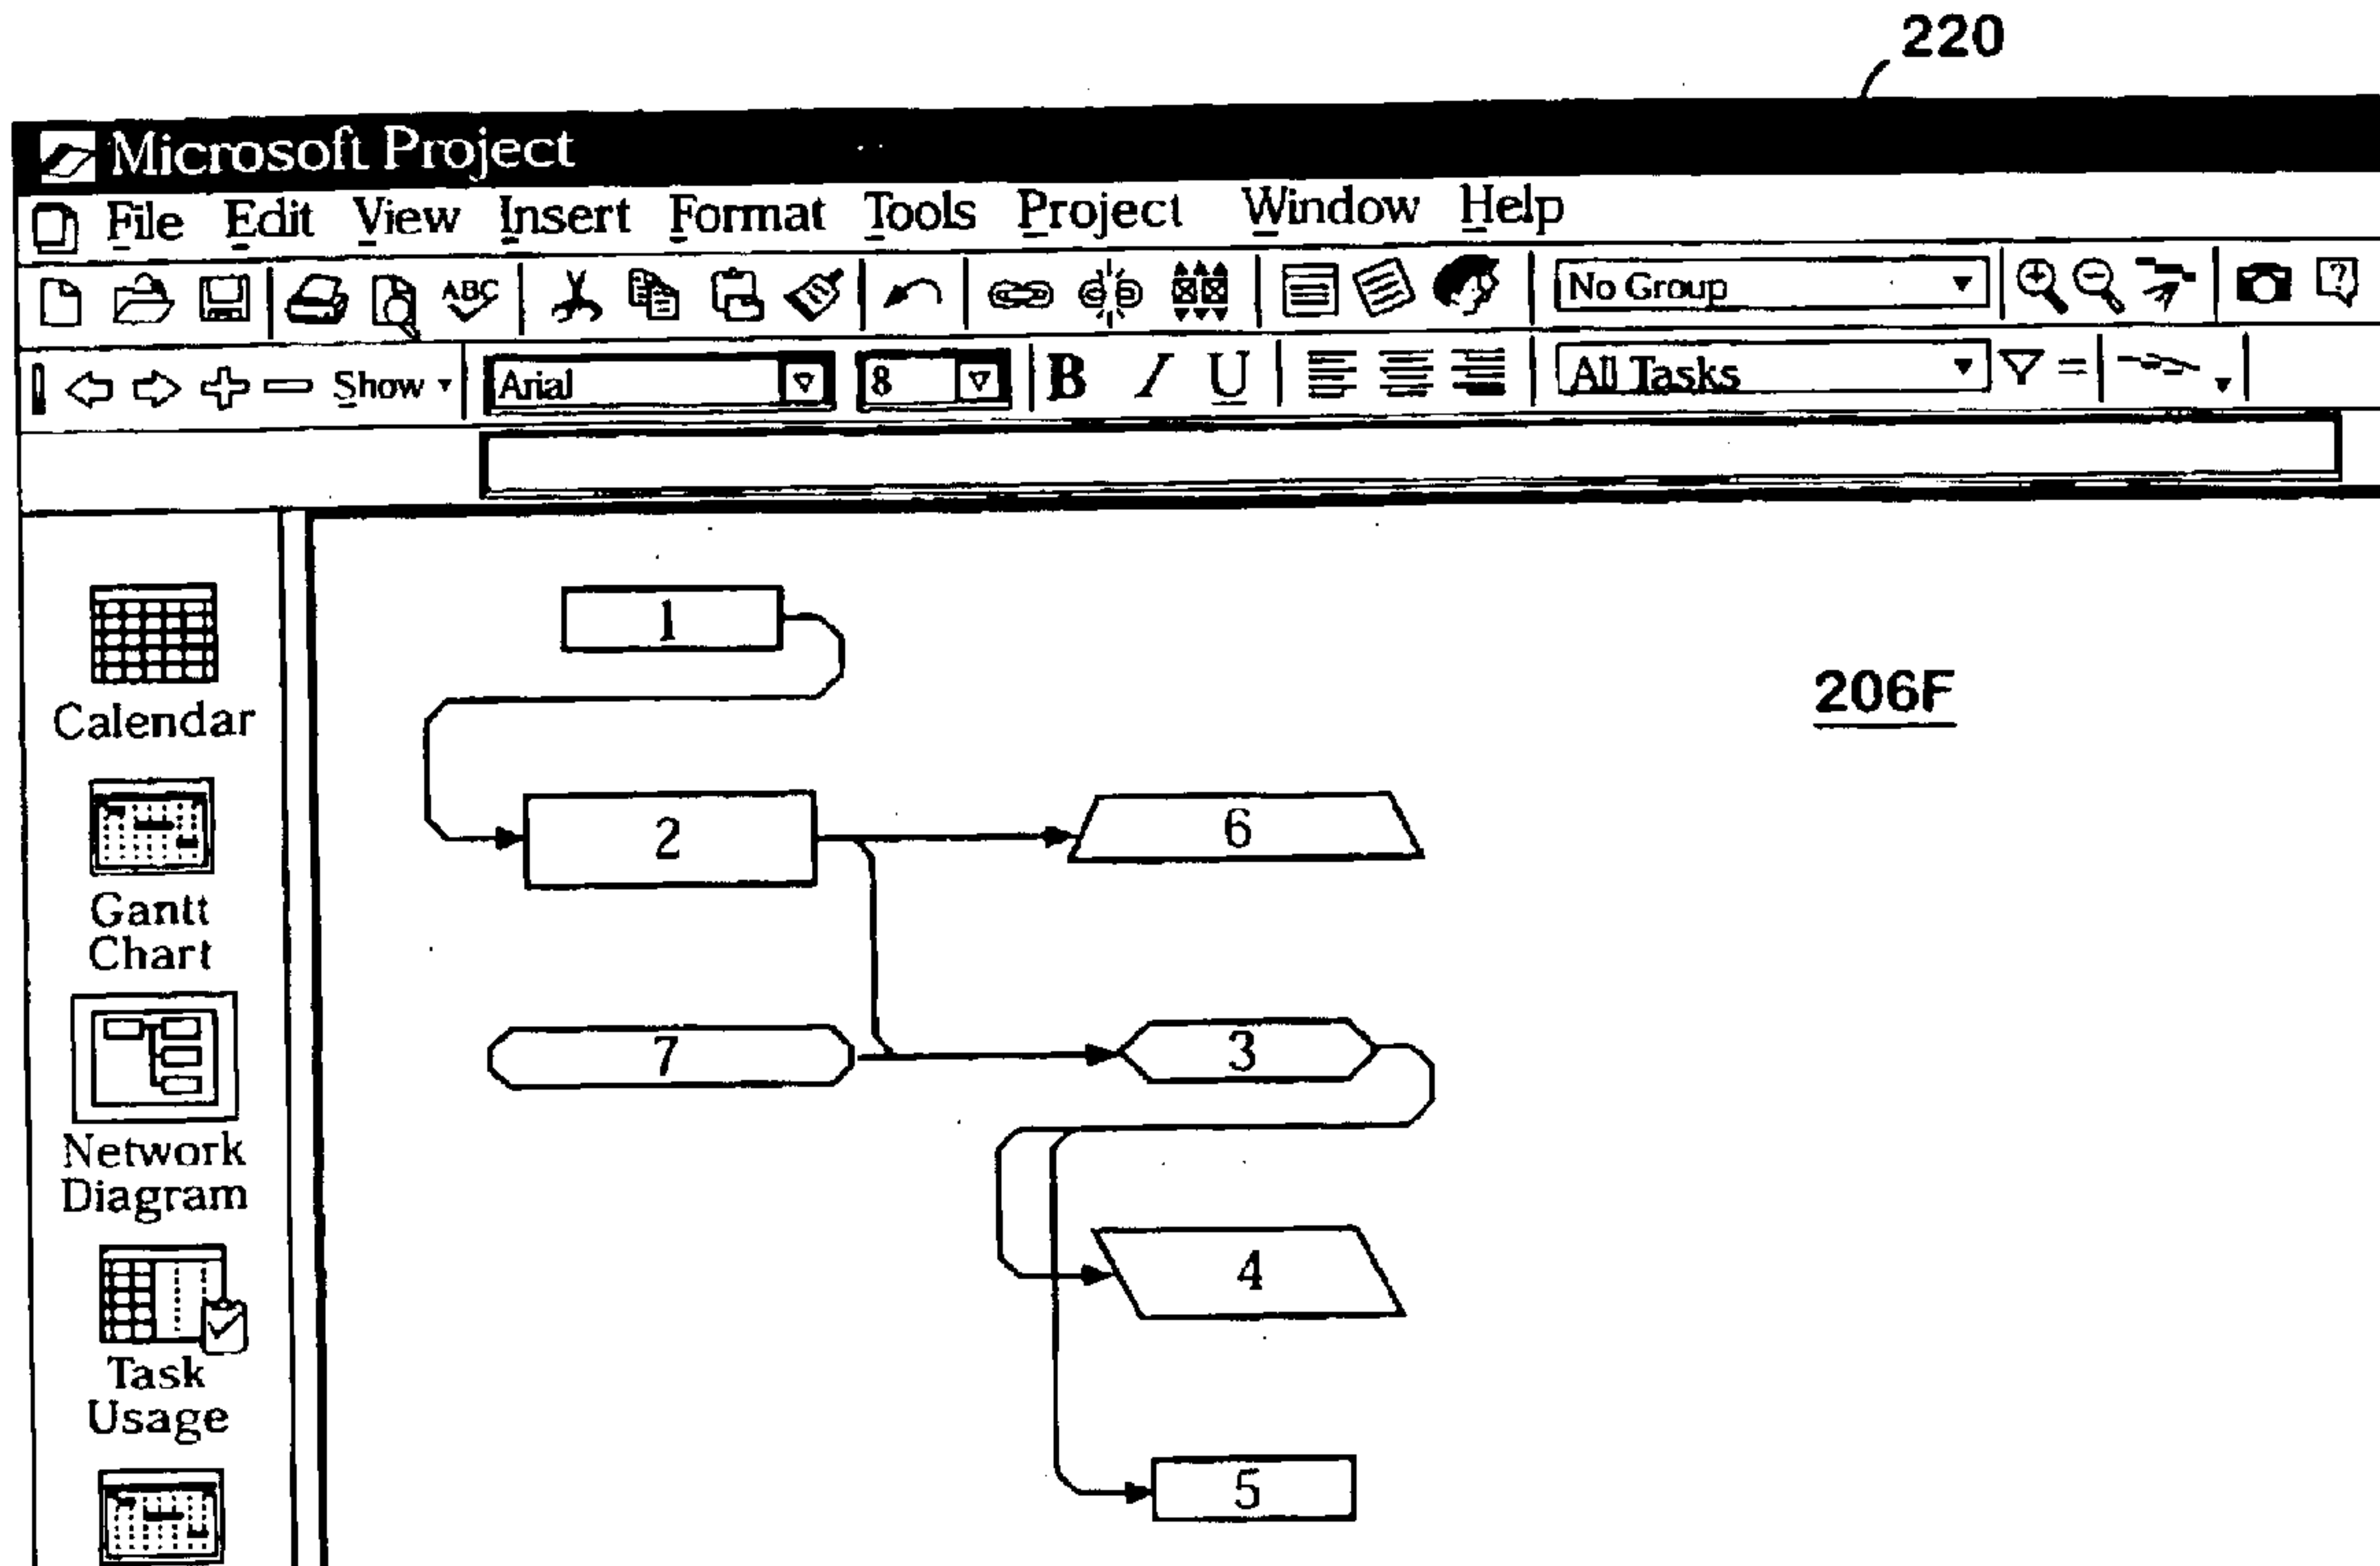 220
Microsoft Project
File Edit View Insert Format Tools Project Window Help
ABC No Group ?
Show Arial 8 B I U All Tasks =
1
206F
Calendar
2 6
Gantt
Chart
7 3
Network
Diagram
4
Task
Usage
5